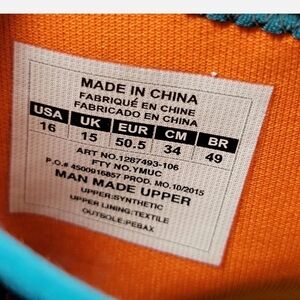 MADE IN CHINA
FABRIQUÉ EN CHINE
FABRICADO EN CHINA
USA UK EUR CM BR
16 15 50.5 34 49
ART NO.1287493-106
FTY NO.YMUC
P.O.# 4500916857 PROD. MO.10/2015
MAN MADE UPPER
UPPER:SYNTHETIC
UPPER LINING:TEXTILE
OUTSOLE:PEBAX